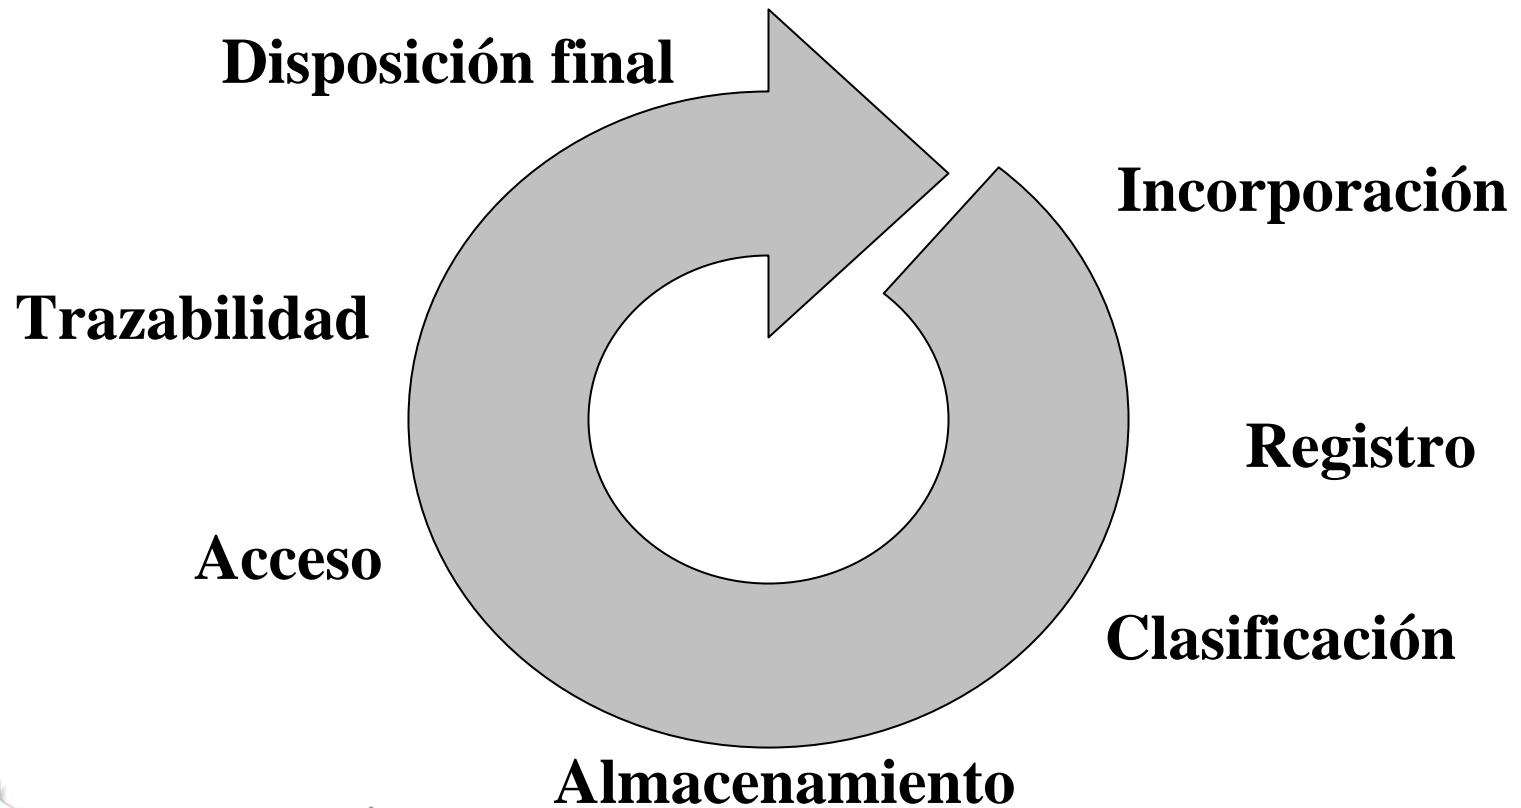 Disposición final
Incorporación
Trazabilidad
Registro
Acceso
Clasificación
Almacenamiento